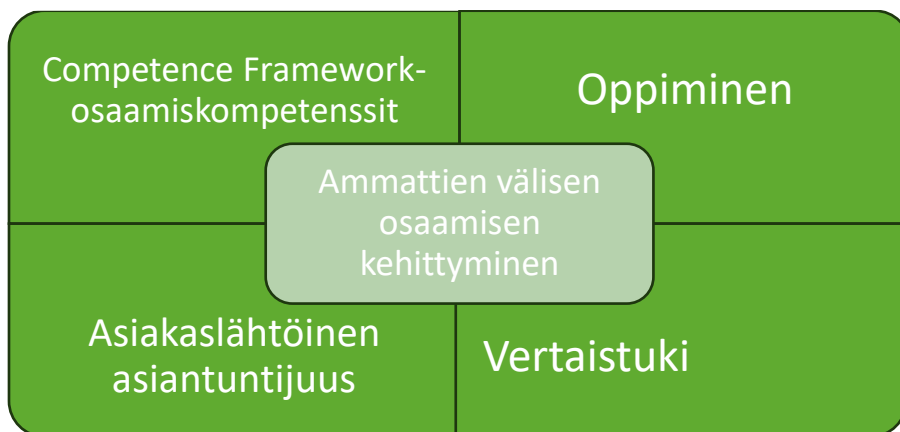 Competence Framework-
osaamiskompetenssit
Oppiminen
Ammattien välisen
osaamisen
kehittyminen
Asiakaslähtöinen
asiantuntijuus
Vertaistuki